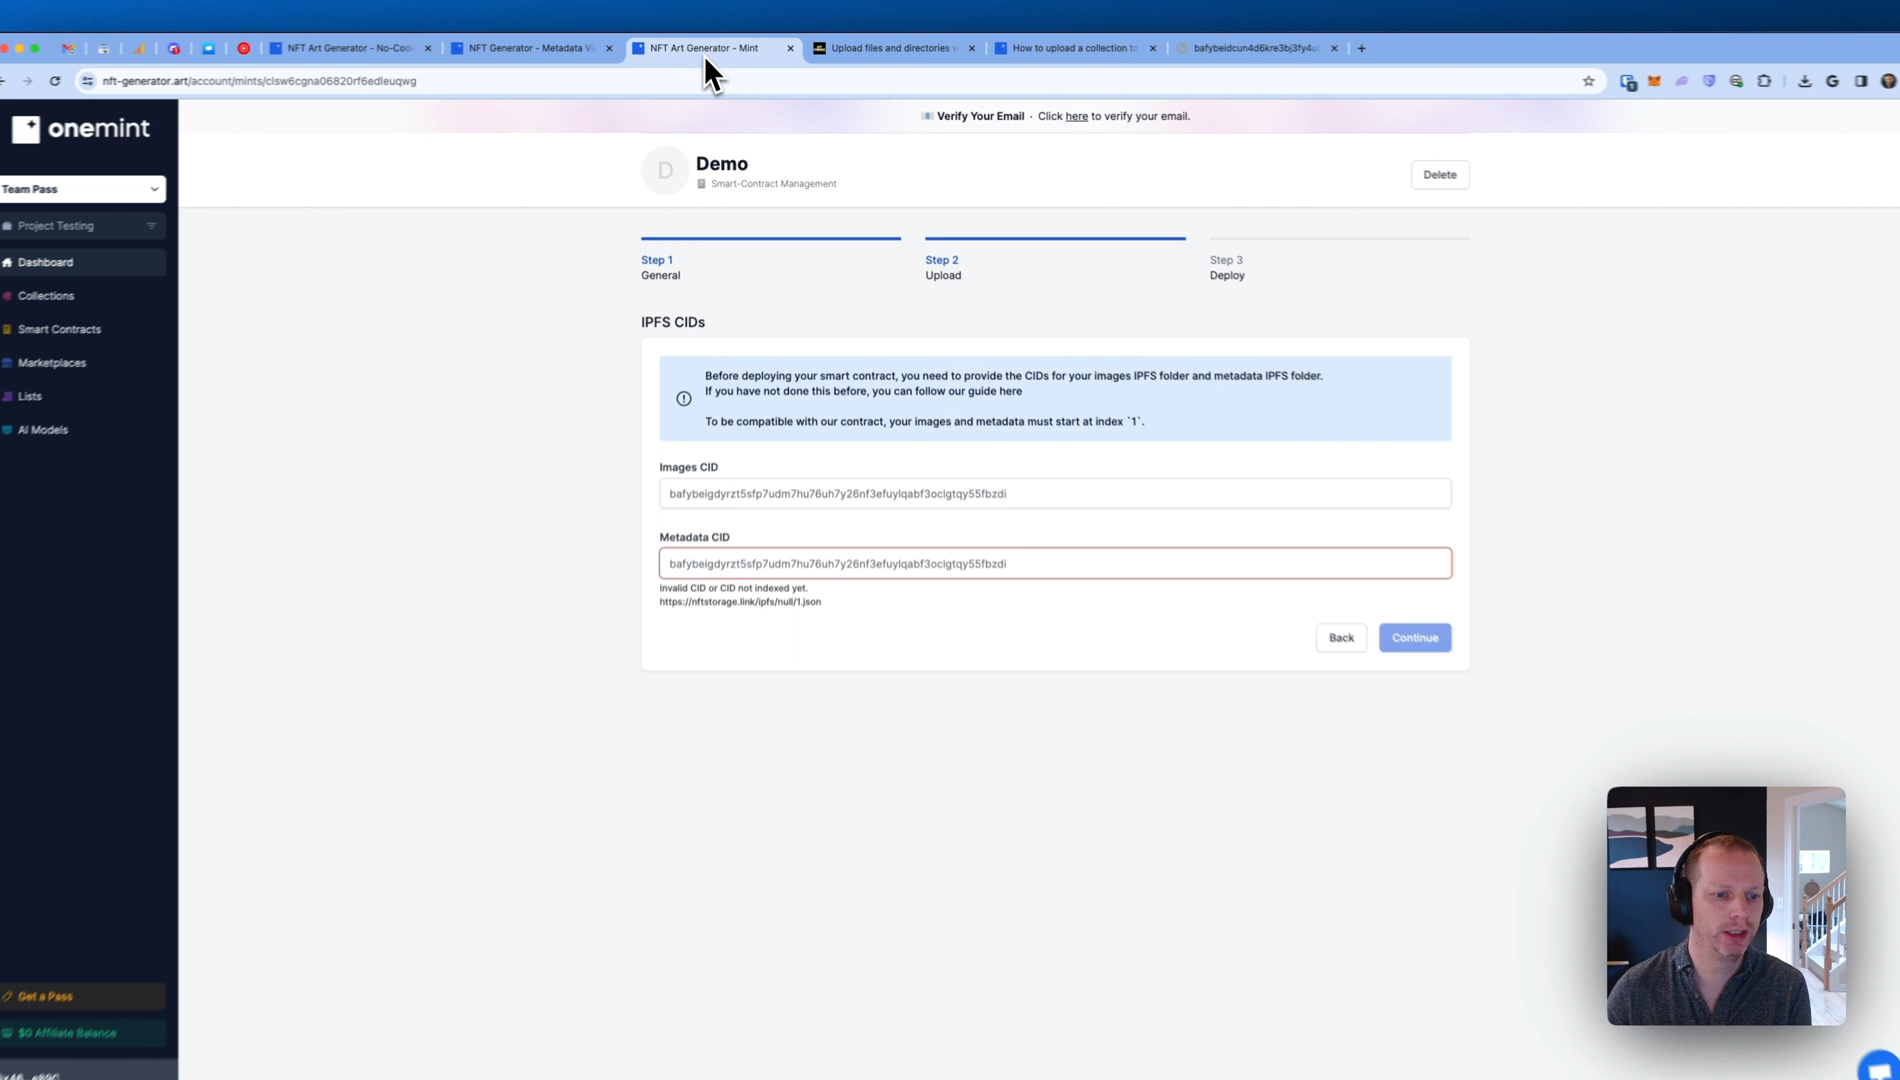 NFT Art Generator - No-Code
NFT Generator - Metadata Vi
NFT Art Generator - Mint
Upload files and directories w
How to upload a collection to
bafybeidcun4d6kre3bj3fy4u
nft-generator.art/account/mints/clsw6cgna06820rf6edleuqwg
Verify Your Email · Click here to verify your email.
onemint
Team Pass
Project Testing
Dashboard
Collections
Smart Contracts
Marketplaces
Lists
AI Models
Get a Pass
$0 Affiliate Balance
D
Demo
Smart-Contract Management
Delete
Step 1
General
Step 2
Upload
Step 3
Deploy
IPFS CIDs
Before deploying your smart contract, you need to provide the CIDs for your images IPFS folder and metadata IPFS folder.
If you have not done this before, you can follow our guide here
To be compatible with our contract, your images and metadata must start at index `1`.
Images CID
bafybeigdyrzt5sfp7udm7hu76uh7y26nf3efuylqabf3oclgtqy55fbzdi
Metadata CID
bafybeigdyrzt5sfp7udm7hu76uh7y26nf3efuylqabf3oclgtqy55fbzdi
Invalid CID or CID not indexed yet.
https://nftstorage.link/ipfs/null/1.json
Back
Continue